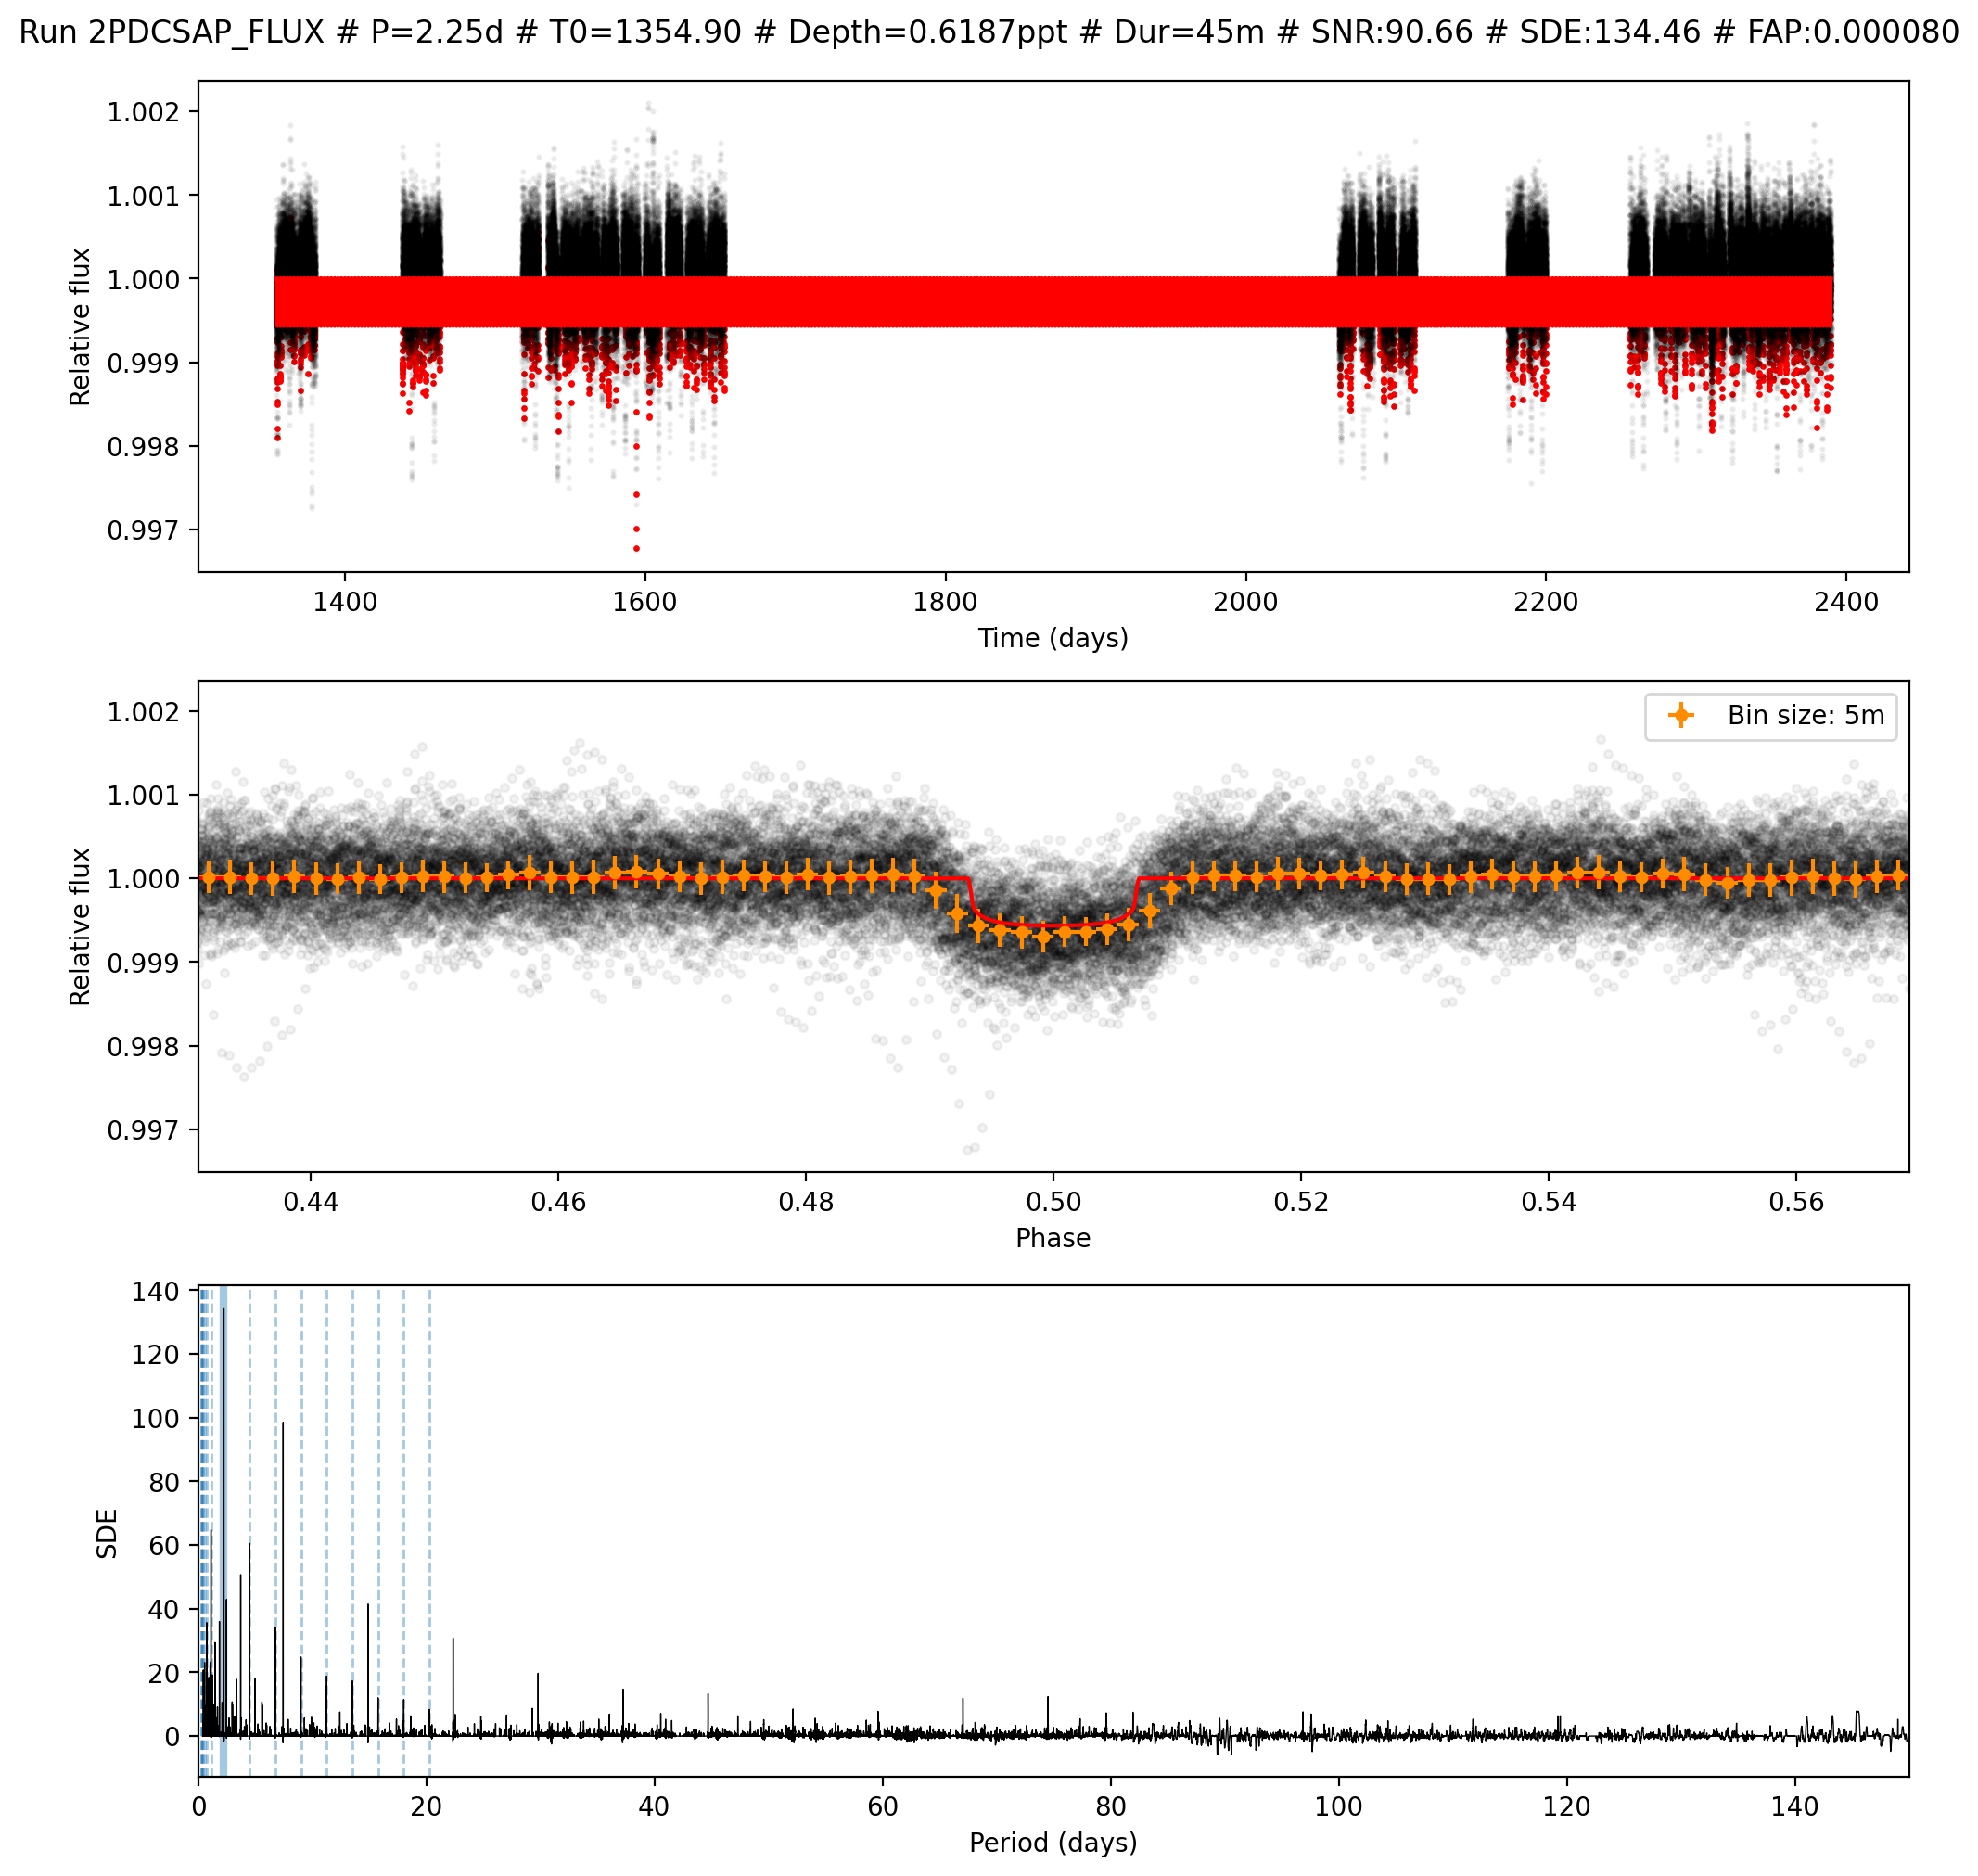 Run 2PDCSAP_FLUX # P=2.25d # T0=1354.90 # Depth=0.6187ppt # Dur=45m # SNR:90.66 # SDE:134.46 # FAP:0.000080
1.002
1.001
1.000
0.999
0.998
0.997
Relative flux
1400 1600 1800 2000 2200 2400
Time (days)
Bin size: 5m
1.002
1.001
1.000
0.999
0.998
0.997
Relative flux
0.44 0.46 0.48 0.50 0.52 0.54 0.56
Phase
140
120
100
80
60
40
20
0
SDE
0 20 40 60 80 100 120 140
Period (days)